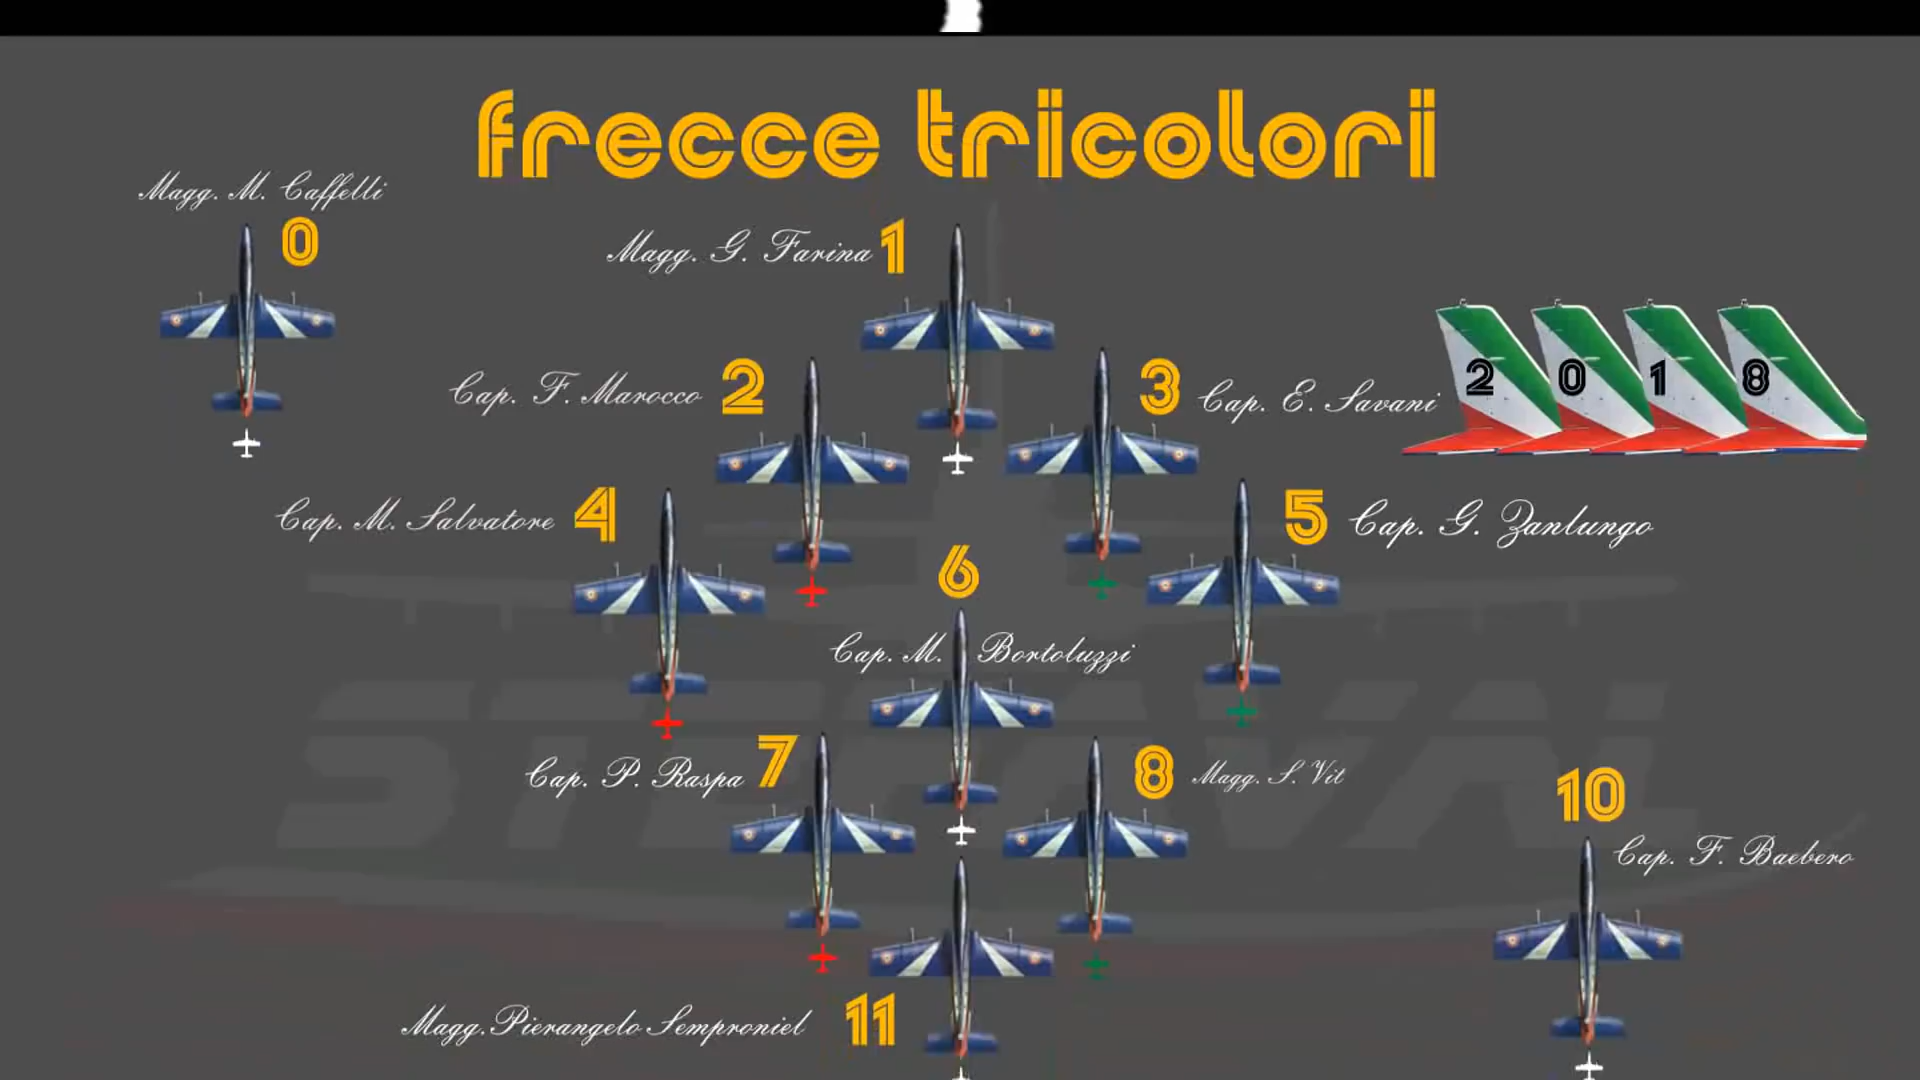 frecce tricolori
Magg. M. Caffelli
0
Magg. G. Farina 1
Cap. F. Marocco 2
3 Cap. E. Savani
2 0 1 8
Cap. M. Salvatore 4
5 Cap. G. Zanlungo
6
Cap. M. Bortoluzzi
Cap. P. Raspa 7
8 Magg. S. Vit
10
Cap. F. Baebero
Magg. Pierangelo Semproniel 11
STEFAVAL